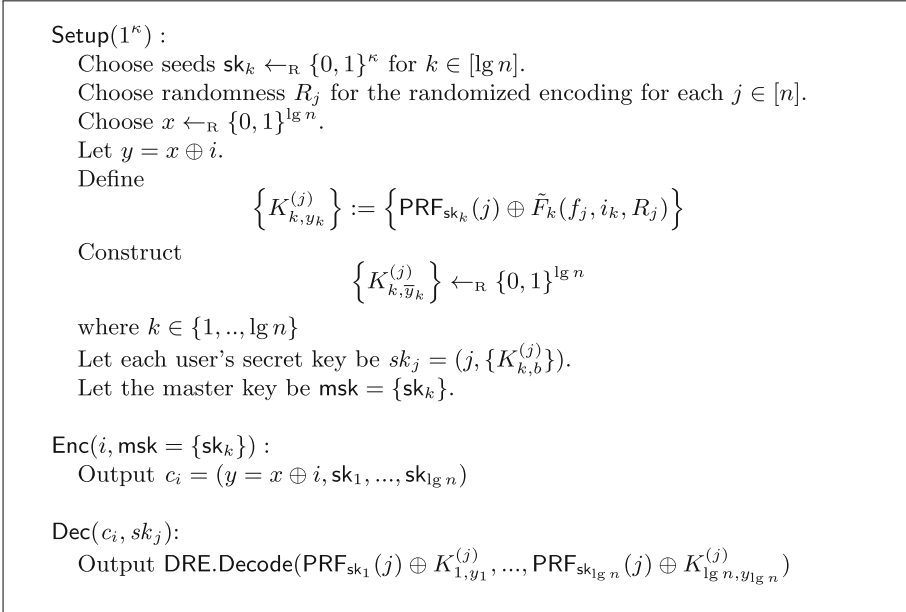 Setup(1^κ) :
Choose seeds sk_k ←_R {0, 1}^κ for k ∈ [lg n].
Choose randomness R_j for the randomized encoding for each j ∈ [n].
Choose x ←_R {0, 1}^{lg n}.
Let y = x ⊕ i.
Define
{K^{(j)}_{k,y_k}} := {PRF_{sk_k}(j) ⊕ F̃_k(f_j, i_k, R_j)}
Construct
{K^{(j)}_{k,ȳ_k}} ←_R {0, 1}^{lg n}
where k ∈ {1, .., lg n}
Let each user's secret key be sk_j = (j, {K^{(j)}_{k,b}}).
Let the master key be msk = {sk_k}.
Enc(i, msk = {sk_k}) :
Output c_i = (y = x ⊕ i, sk_1, ..., sk_{lg n})
Dec(c_i, sk_j):
Output DRE.Decode(PRF_{sk_1}(j) ⊕ K^{(j)}_{1,y_1}, ..., PRF_{sk_{lg n}}(j) ⊕ K^{(j)}_{lg n,y_{lg n}})